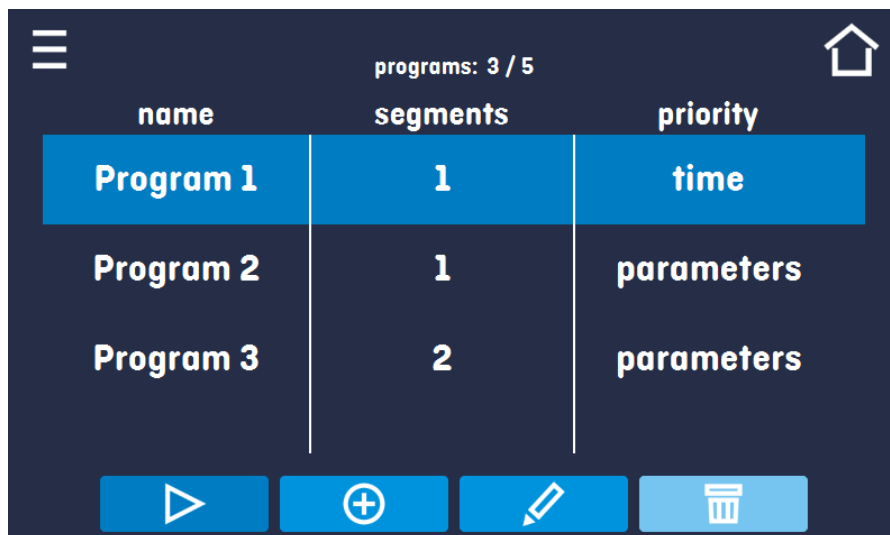 programs: 3 / 5
name segments priority
Program 1 1 time
Program 2 1 parameters
Program 3 2 parameters